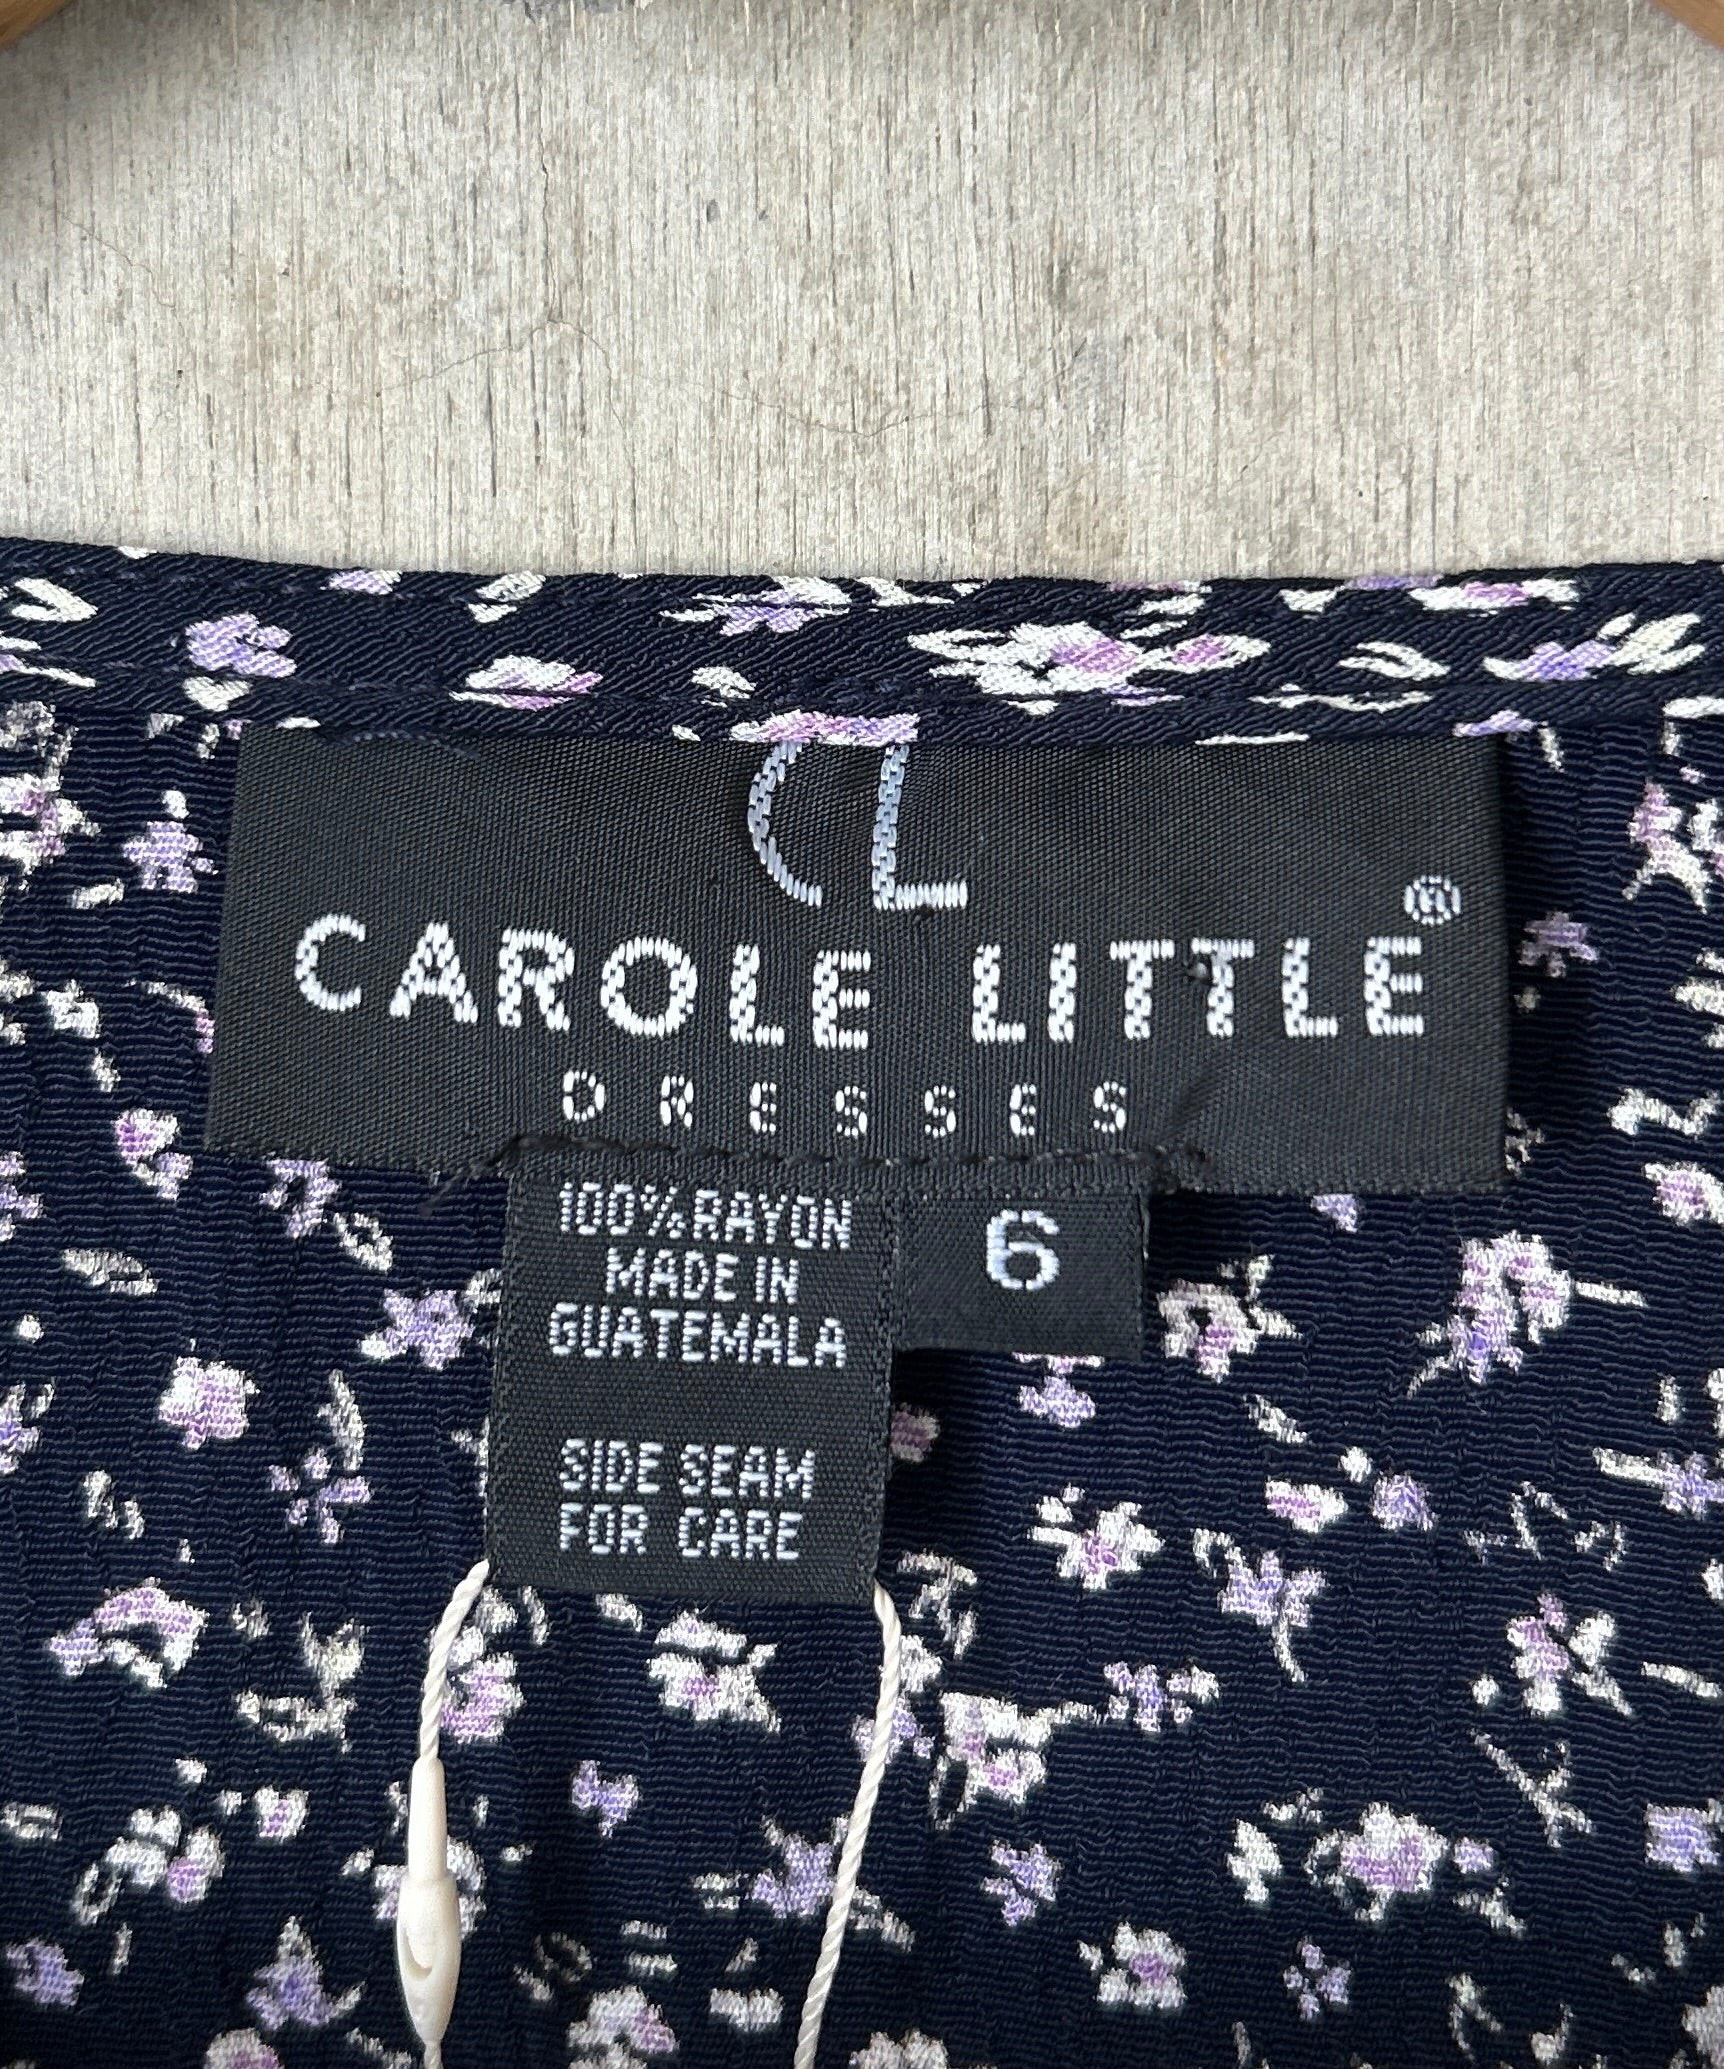 CL
CAROLE LITTLE®
DRESSES
100% RAYON
MADE IN
GUATEMALA
SIDE SEAM
FOR CARE
6